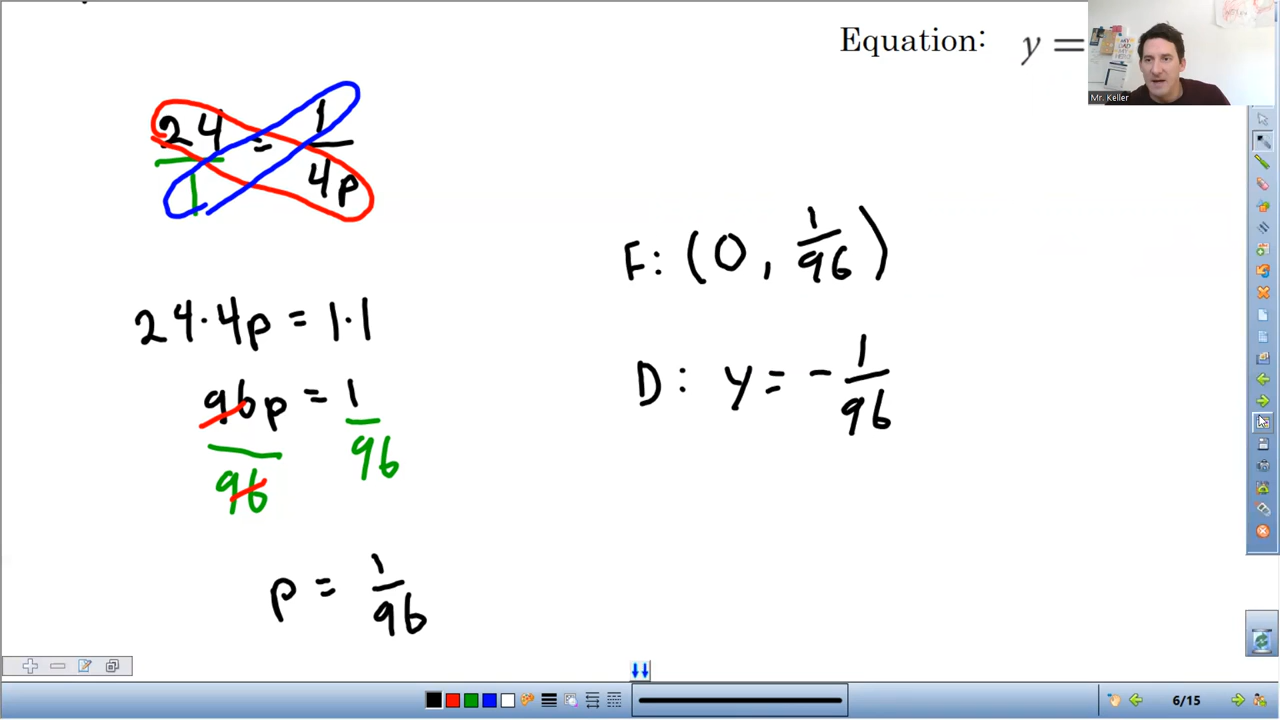 Equation: y =
Mr. Keller
24/1 = 1/4p
F: (0, 1/96)
24·4p = 1·1
D: y = -1/96
96p/96 = 1/96
p = 1/96
6/15